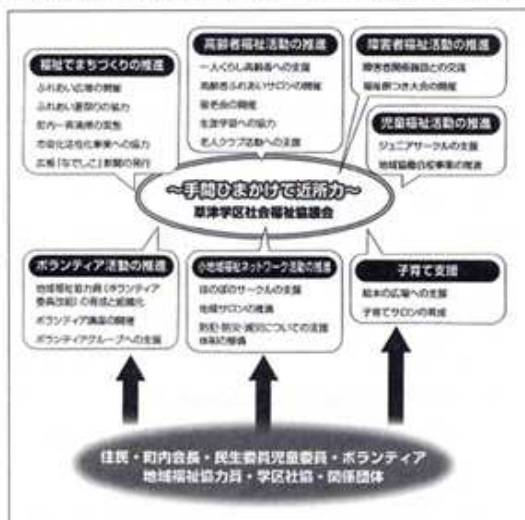 福祉でまちづくりの推進
ふれあい広場の開催
ふれあい夏祭りの協力
町内一斉清掃の実施
市街化活性化事業への協力
広報「なでしこ」新聞の発行
高齢者福祉活動の推進
一人ぐらし高齢者への支援
高齢者ふれあいサロンの開催
敬老会の開催
生涯学習への協力
老人クラブ活動への支援
障害者福祉活動の推進
障害者関係施設との交流
福祉餅つき大会の開催
児童福祉活動の推進
ジュニアサークルの支援
地域協働合校事業の推進
～手間ひまかけて近所力～
草津学区社会福祉協議会
ボランティア活動の推進
地域福祉協力員（ボランティア
委員改称）の育成と組織化
ボランティア講座の開催
ボランティアグループへの支援
小地域福祉ネットワーク活動の推進
ほのぼのサークルの支援
地域サロンの推進
防犯・防災・減災についての支援
体制の整備
子育て支援
絵本の広場への支援
子育てサロンの育成
住民・町内会長・民生委員児童委員・ボランティア
地域福祉協力員・学区社協・関係団体